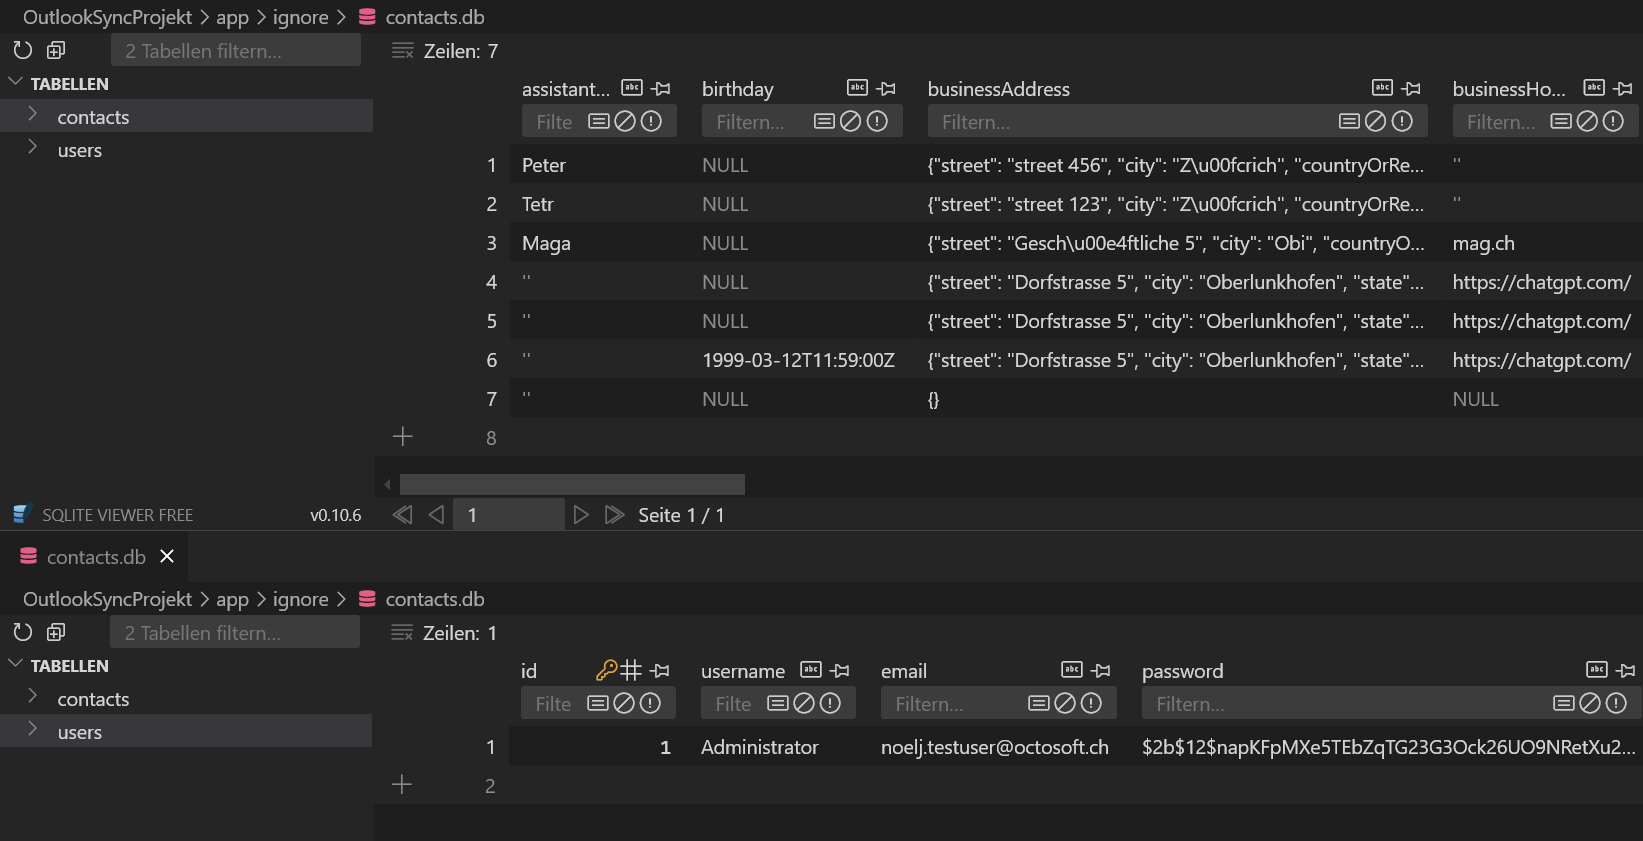 OutlookSyncProjekt > app > ignore > contacts.db
2 Tabellen filtern... Zeilen: 7
TABELLEN
contacts
users
assistant... birthday businessAddress businessHo...
Filte Filtern... Filtern... Filtern...
1 Peter NULL {"street": "street 456", "city": "Z\u00fcrich", "countryOrRe... ''
2 Tetr NULL {"street": "street 123", "city": "Z\u00fcrich", "countryOrRe... ''
3 Maga NULL {"street": "Gesch\u00e4ftliche 5", "city": "Obi", "countryO... mag.ch
4 '' NULL {"street": "Dorfstrasse 5", "city": "Oberlunkhofen", "state"... https://chatgpt.com/
5 '' NULL {"street": "Dorfstrasse 5", "city": "Oberlunkhofen", "state"... https://chatgpt.com/
6 '' 1999-03-12T11:59:00Z {"street": "Dorfstrasse 5", "city": "Oberlunkhofen", "state"... https://chatgpt.com/
7 '' NULL {} NULL
8
SQLITE VIEWER FREE v0.10.6 1 Seite 1 / 1
contacts.db
OutlookSyncProjekt > app > ignore > contacts.db
2 Tabellen filtern... Zeilen: 1
TABELLEN
contacts
users
id username email password
Filte Filte Filtern... Filtern...
1 1 Administrator noelj.testuser@octosoft.ch $2b$12$napKFpMXe5TEbZqTG23G3Ock26UO9NRetXu2...
2